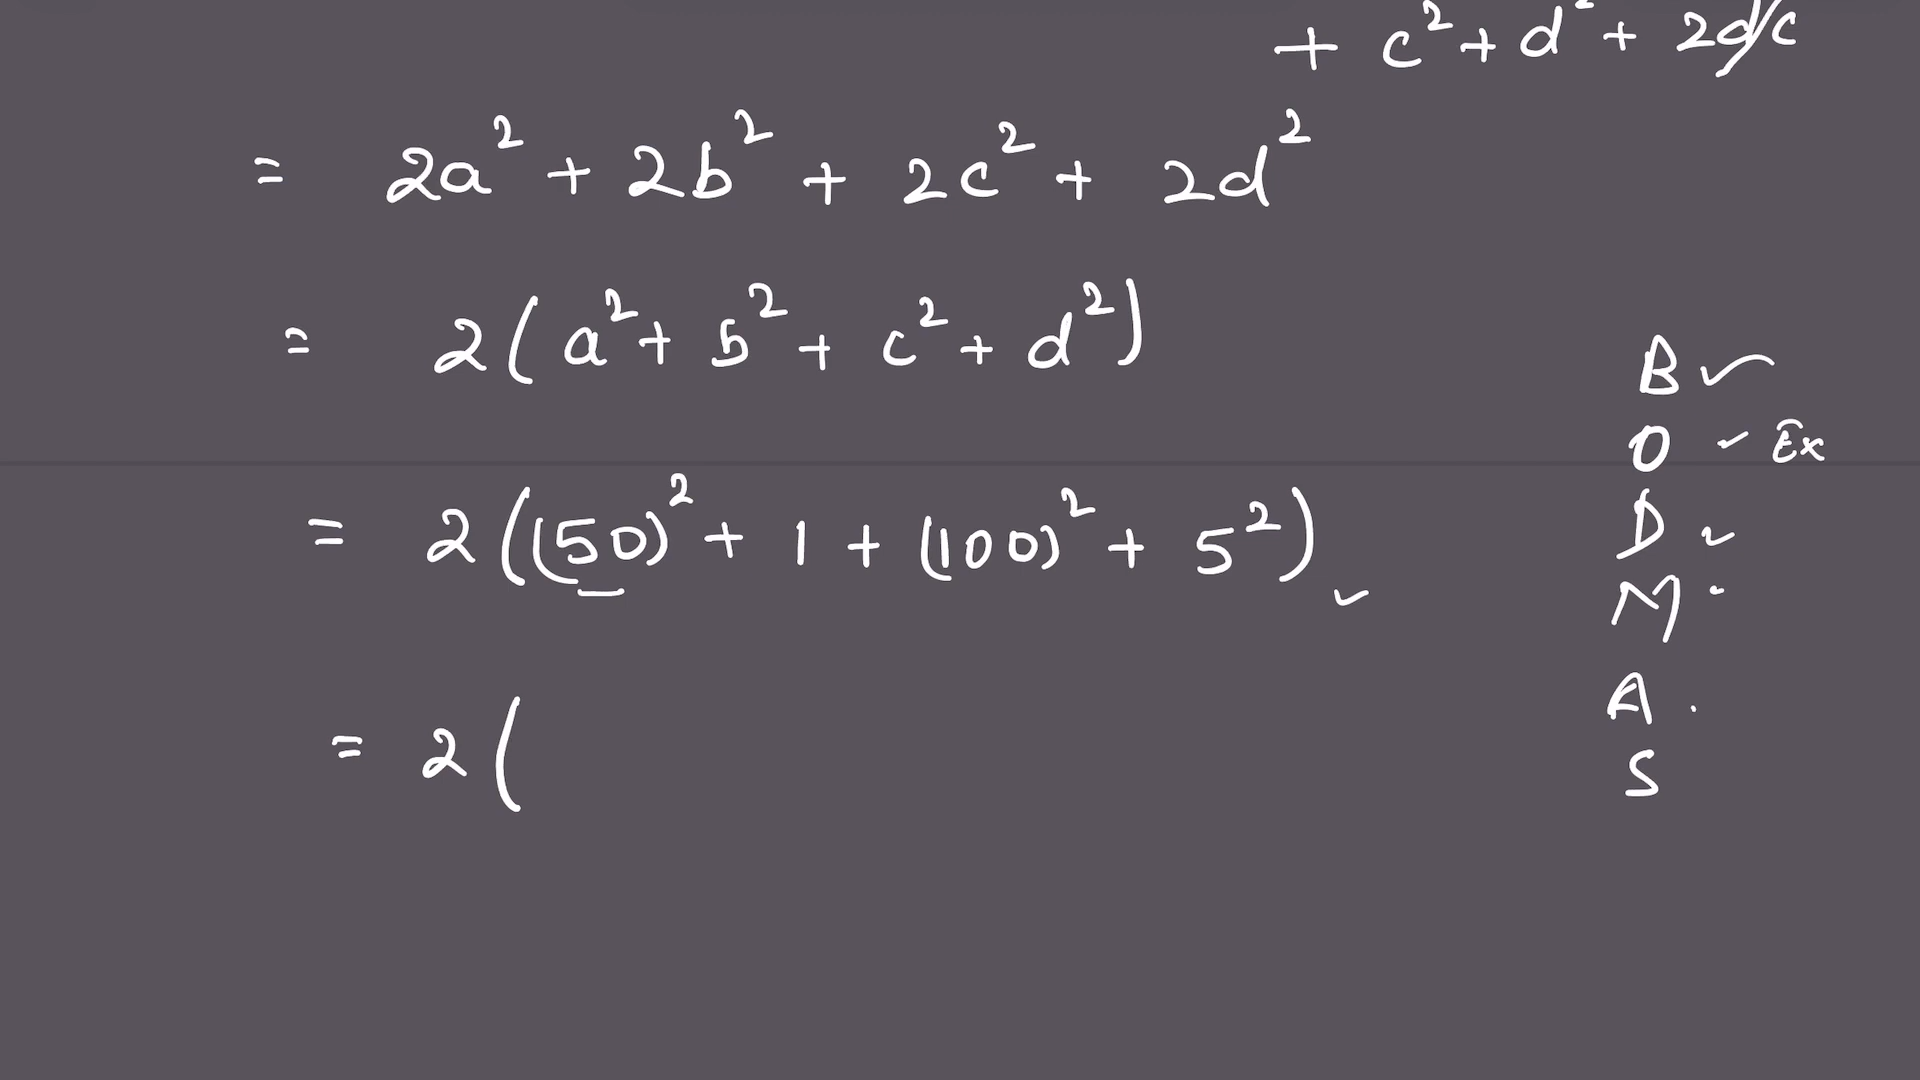 + c² + d² + 2dc
= 2a² + 2b² + 2c² + 2d²
= 2(a² + b² + c² + d²)
= 2((50)² + 1 + (100)² + 5²) ✓
= 2(
B ✓
O ✓ Ex
D ✓
M
A .
S